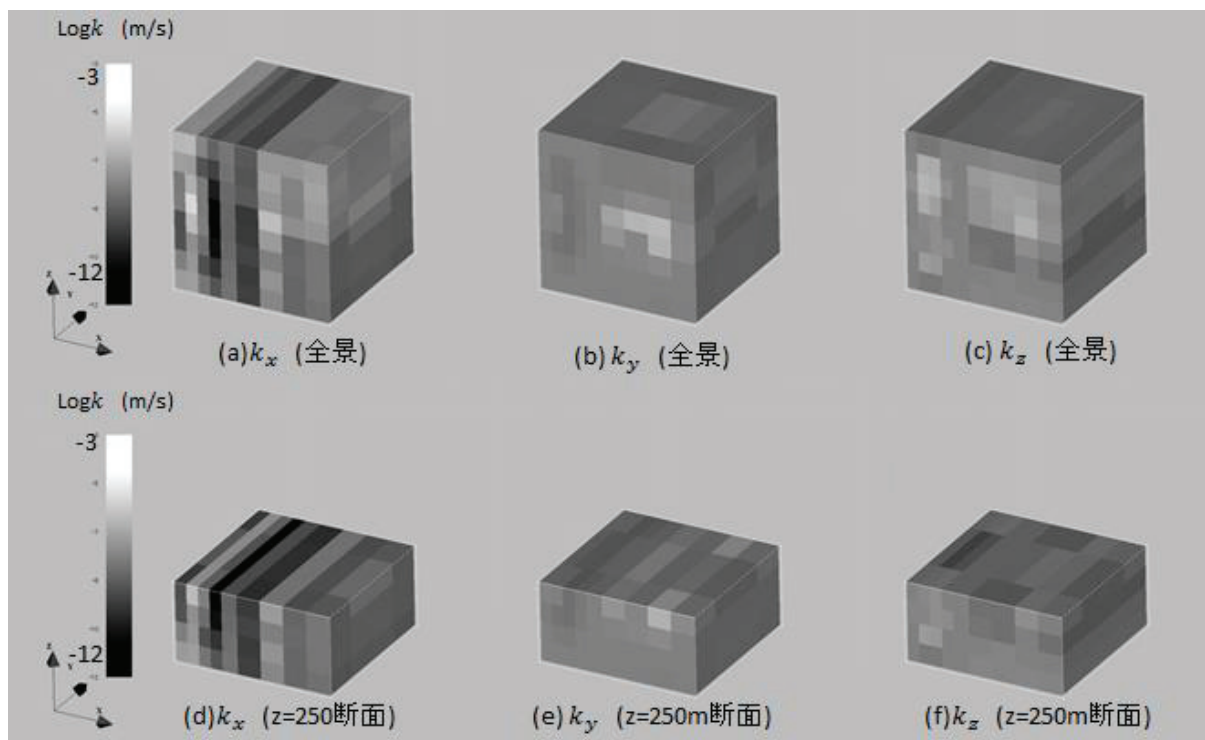 Logk (m/s)
-3
-12
z
x
(a)kx (全景)
(b) ky (全景)
(c) kz (全景)
Logk (m/s)
-3
-12
z
x
(d)kx (z=250断面)
(e) ky (z=250m断面)
(f) kz (z=250m断面)